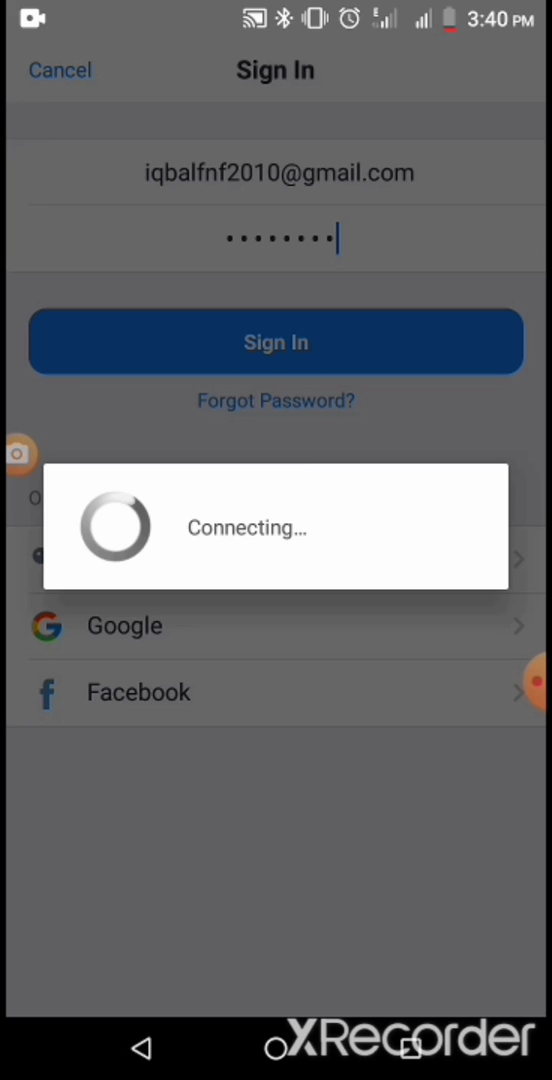 3:40 PM
Cancel
Sign In
iqbalfnf2010@gmail.com
Sign In
Forgot Password?
O
Connecting...
Google
Facebook
XRecorder